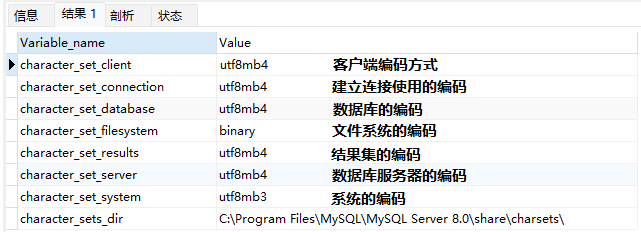 信息 结果 1 剖析 状态
Variable_name Value
character_set_client utf8mb4 客户端编码方式
character_set_connection utf8mb4 建立连接使用的编码
character_set_database utf8mb4 数据库的编码
character_set_filesystem binary 文件系统的编码
character_set_results utf8mb4 结果集的编码
character_set_server utf8mb4 数据库服务器的编码
character_set_system utf8mb3 系统的编码
character_sets_dir C:\Program Files\MySQL\MySQL Server 8.0\share\charsets\